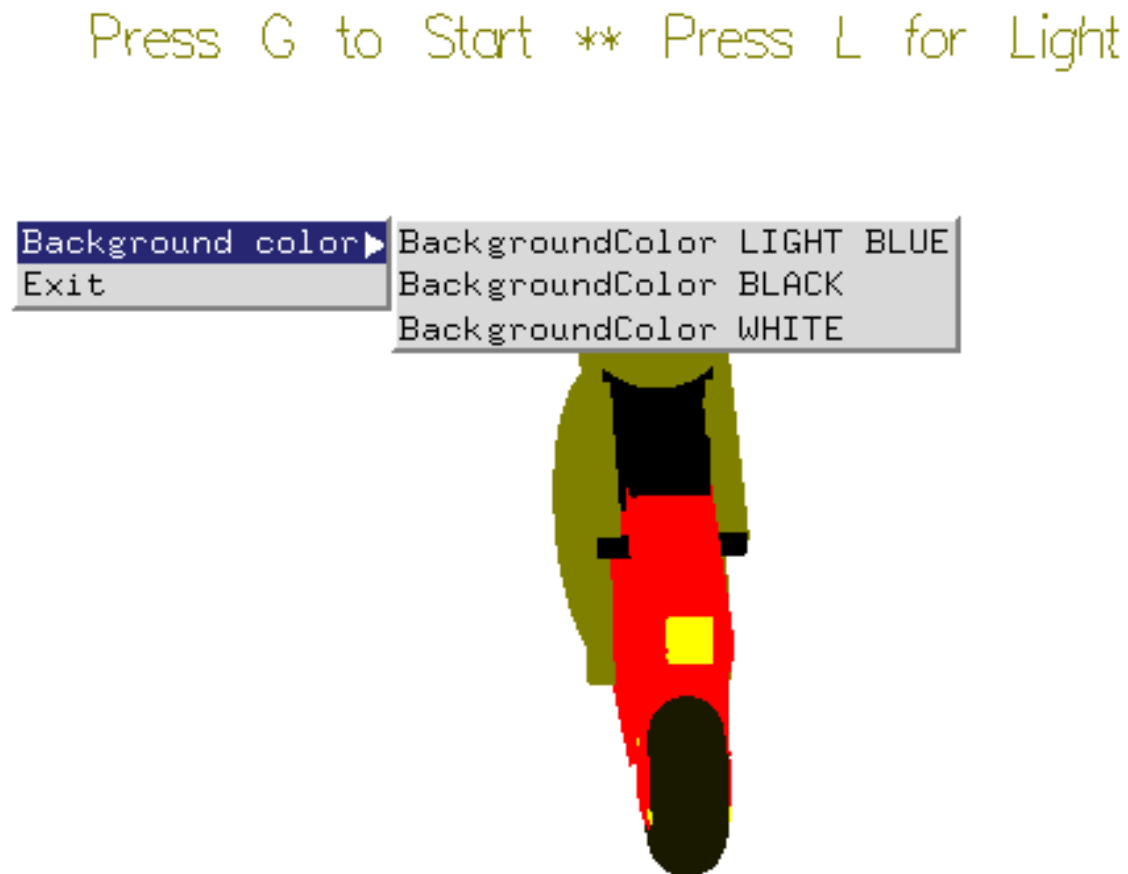 Press G to Start ** Press L for Light
Background color
Exit
BackgroundColor LIGHT BLUE
BackgroundColor BLACK
BackgroundColor WHITE